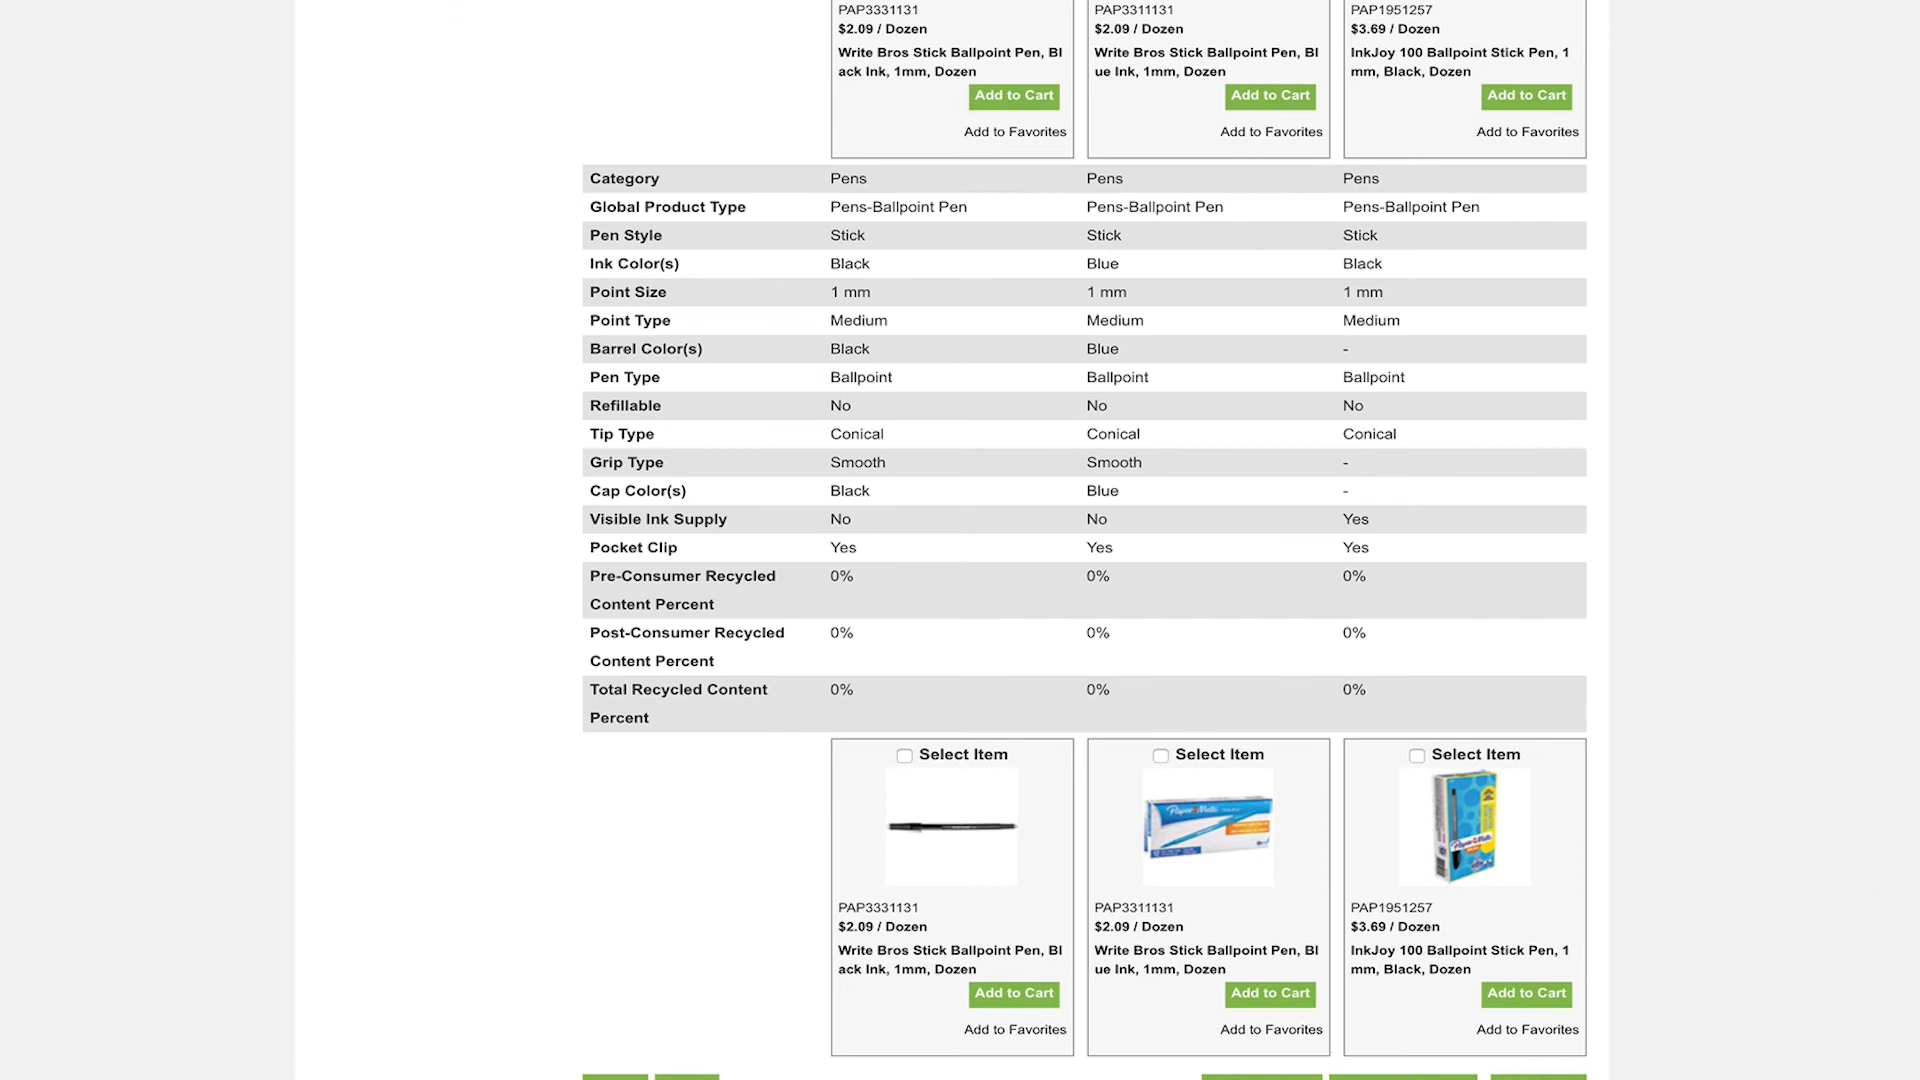 PAP3331131 PAP3311131 PAP1951257
$2.09 / Dozen $2.09 / Dozen $3.69 / Dozen
Write Bros Stick Ballpoint Pen, Bl Write Bros Stick Ballpoint Pen, Bl InkJoy 100 Ballpoint Stick Pen, 1
ack Ink, 1mm, Dozen ue Ink, 1mm, Dozen mm, Black, Dozen
Add to Cart Add to Cart Add to Cart
Add to Favorites Add to Favorites Add to Favorites
Category Pens Pens Pens
Global Product Type Pens-Ballpoint Pen Pens-Ballpoint Pen Pens-Ballpoint Pen
Pen Style Stick Stick Stick
Ink Color(s) Black Blue Black
Point Size 1 mm 1 mm 1 mm
Point Type Medium Medium Medium
Barrel Color(s) Black Blue -
Pen Type Ballpoint Ballpoint Ballpoint
Refillable No No No
Tip Type Conical Conical Conical
Grip Type Smooth Smooth -
Cap Color(s) Black Blue -
Visible Ink Supply No No Yes
Pocket Clip Yes Yes Yes
Pre-Consumer Recycled 0% 0% 0%
Content Percent
Post-Consumer Recycled 0% 0% 0%
Content Percent
Total Recycled Content 0% 0% 0%
Percent
Select Item Select Item Select Item
Paper Mate Paper Mate
PAP3331131 PAP3311131 PAP1951257
$2.09 / Dozen $2.09 / Dozen $3.69 / Dozen
Write Bros Stick Ballpoint Pen, Bl Write Bros Stick Ballpoint Pen, Bl InkJoy 100 Ballpoint Stick Pen, 1
ack Ink, 1mm, Dozen ue Ink, 1mm, Dozen mm, Black, Dozen
Add to Cart Add to Cart Add to Cart
Add to Favorites Add to Favorites Add to Favorites